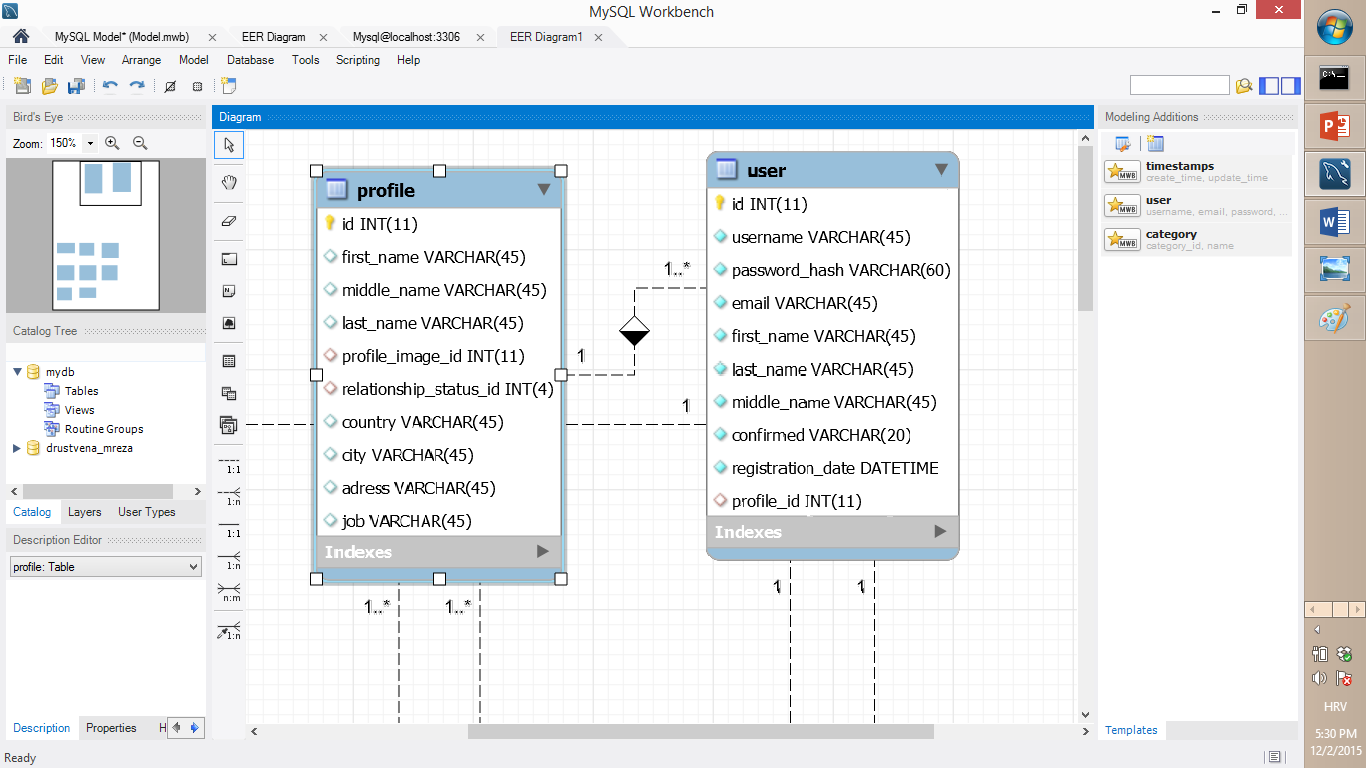 MySQL Workbench
MySQL Model* (Model.mwb)
EER Diagram
Mysql@localhost:3306
EER Diagram1
File Edit View Arrange Model Database Tools Scripting Help
Bird's Eye
Zoom: 150%
Catalog Tree
mydb
Tables
Views
Routine Groups
drustvena_mreza
Catalog Layers User Types
Description Editor
profile: Table
Description Properties H
Ready
1:1
1:n
1:1
1:n
n:m
1:n
Diagram
profile
id INT(11)
first_name VARCHAR(45)
middle_name VARCHAR(45)
last_name VARCHAR(45)
profile_image_id INT(11)
relationship_status_id INT(4)
country VARCHAR(45)
city VARCHAR(45)
adress VARCHAR(45)
job VARCHAR(45)
Indexes
1..*
1..*
1..*
1
1
user
id INT(11)
username VARCHAR(45)
password_hash VARCHAR(60)
email VARCHAR(45)
first_name VARCHAR(45)
last_name VARCHAR(45)
middle_name VARCHAR(45)
confirmed VARCHAR(20)
registration_date DATETIME
profile_id INT(11)
Indexes
1
1
Modeling Additions
MWB
timestamps
create_time, update_time
MWB
user
username, email, password, ...
MWB
category
category_id, name
Templates
C:\_
HRV
5:30 PM
12/2/2015